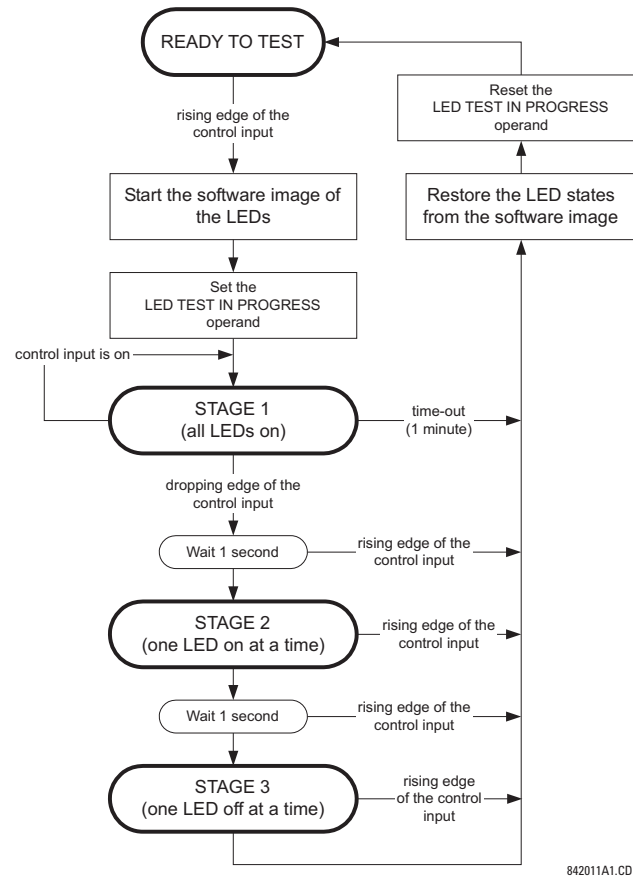 READY TO TEST
rising edge of the
control input
Start the software image of
the LEDs
Set the
LED TEST IN PROGRESS
operand
control input is on
STAGE 1
(all LEDs on)
time-out
(1 minute)
dropping edge of the
control input
Wait 1 second
rising edge of the
control input
STAGE 2
(one LED on at a time)
rising edge of the
control input
Wait 1 second
rising edge of the
control input
STAGE 3
(one LED off at a time)
rising edge
of the control
input
Restore the LED states
from the software image
Reset the
LED TEST IN PROGRESS
operand
842011A1.CD